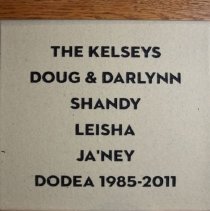 THE KELSEYS
DOUG & DARLYNN
SHANDY
LEISHA
JA'NEY
DODEA 1985-2011